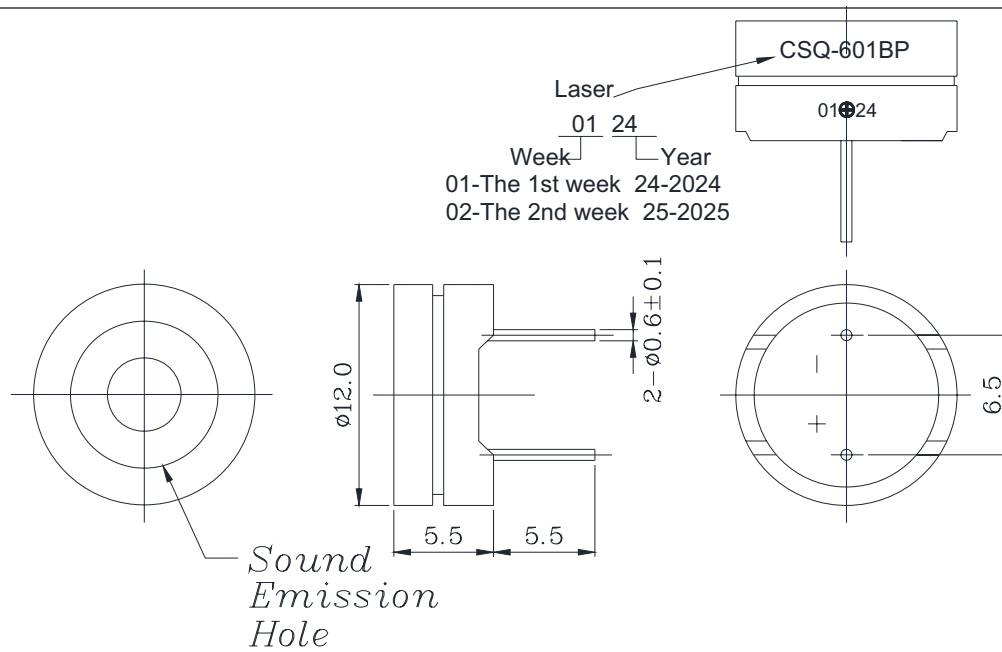 CSQ-601BP
Laser
01 24
01 24
Week Year
01-The 1st week 24-2024
02-The 2nd week 25-2025
2-ø0.6±0.1
ø12.0
6.5
5.5 5.5
Sound
Emission
Hole